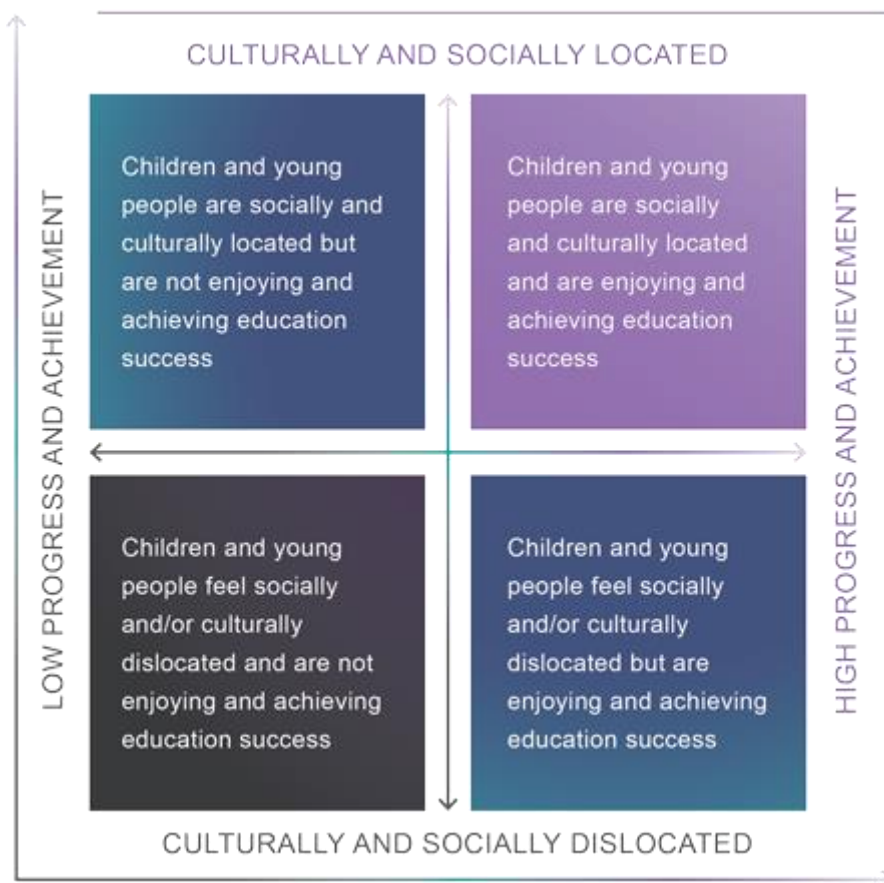 CULTURALLY AND SOCIALLY LOCATED
LOW PROGRESS AND ACHIEVEMENT
Children and young
people are socially and
culturally located but
are not enjoying and
achieving education
success
Children and young
people are socially
and culturally located
and are enjoying and
achieving education
success
HIGH PROGRESS AND ACHIEVEMENT
Children and young
people feel socially
and/or culturally
dislocated and are not
enjoying and achieving
education success
Children and young
people feel socially
and/or culturally
dislocated but are
enjoying and achieving
education success
CULTURALLY AND SOCIALLY DISLOCATED